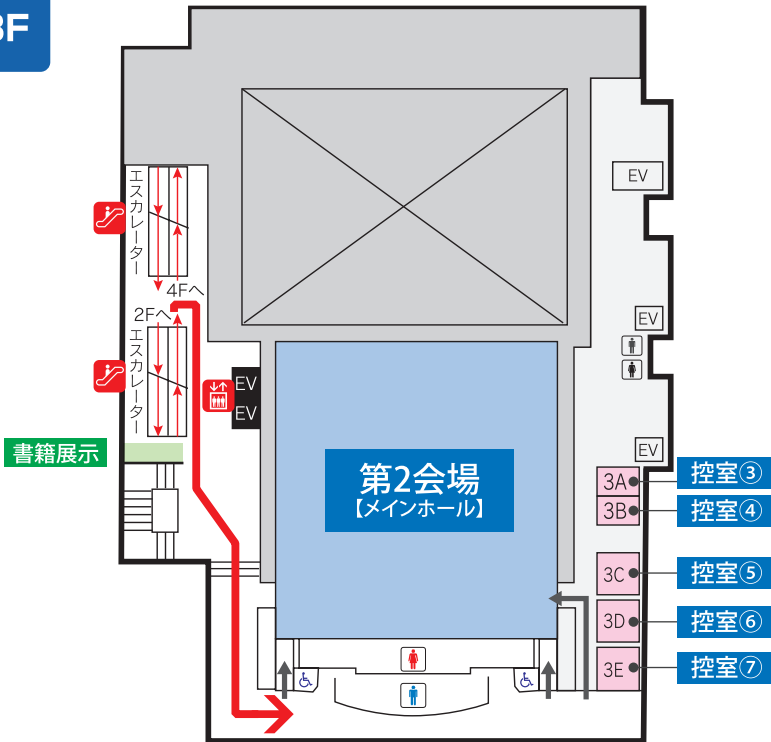 3F
EV
エスカレーター
4Fへ
2Fへ
エスカレーター
EV
EV
EV
書籍展示
EV
第2会場
【メインホール】
3A
控室③
3B
控室④
3C
控室⑤
3D
控室⑥
3E
控室⑦